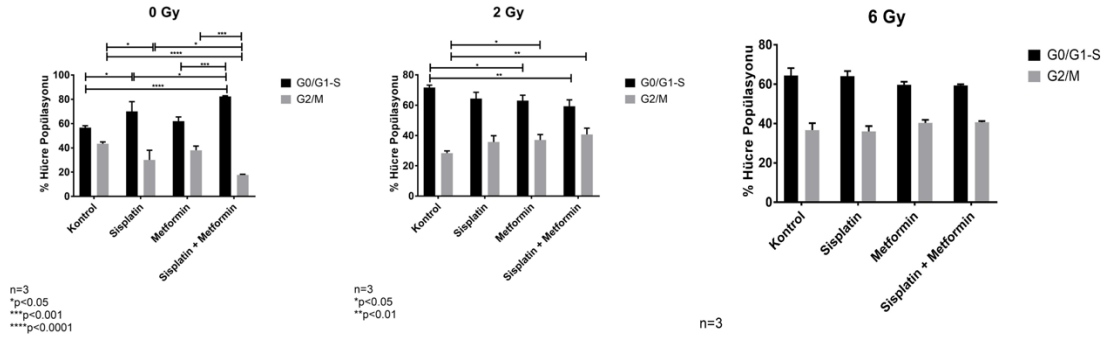 0 Gy
***
* *
****
***
* *
****
% Hücre Popülasyonu
100
80
60
40
20
0
Kontrol
Sisplatin
Metformin
Sisplatin + Metformin
G0/G1-S
G2/M
n=3
*p<0.05
***p<0.001
****p<0.0001
2 Gy
*
**
*
**
% Hücre Popülasyonu
100
80
60
40
20
0
Kontrol
Sisplatin
Metformin
Sisplatin + Metformin
G0/G1-S
G2/M
n=3
*p<0.05
**p<0.01
6 Gy
% Hücre Popülasyonu
80
60
40
20
0
Kontrol
Sisplatin
Metformin
Sisplatin + Metformin
G0/G1-S
G2/M
n=3